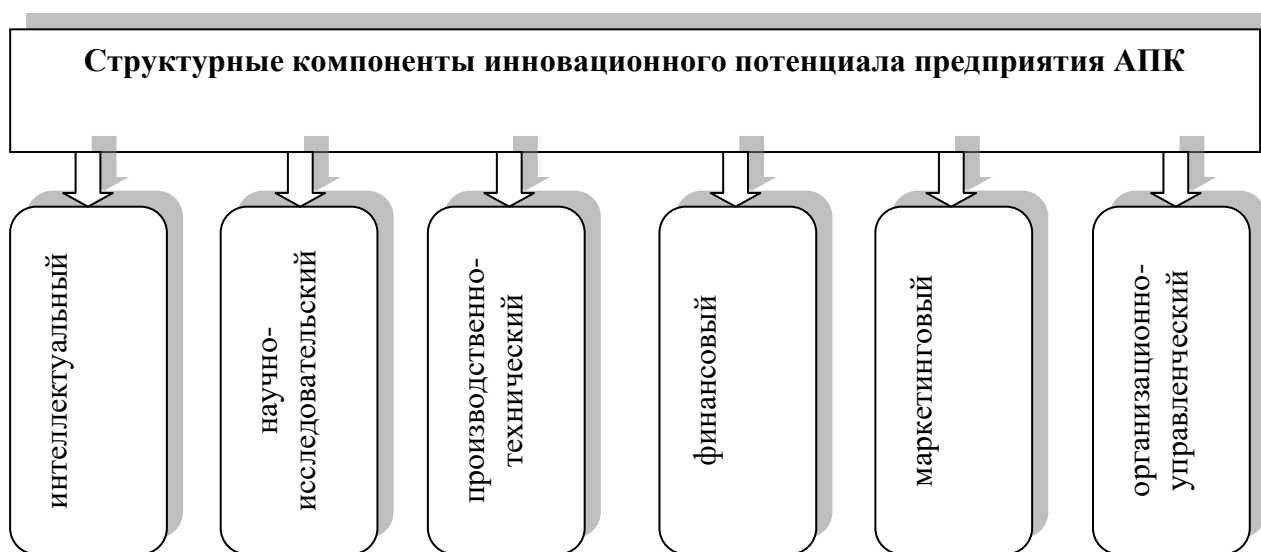 Структурные компоненты инновационного потенциала предприятия АПК
интеллектуальный
научно-
исследовательский
производственно-
технический
финансовый
маркетинговый
организационно-
управленческий